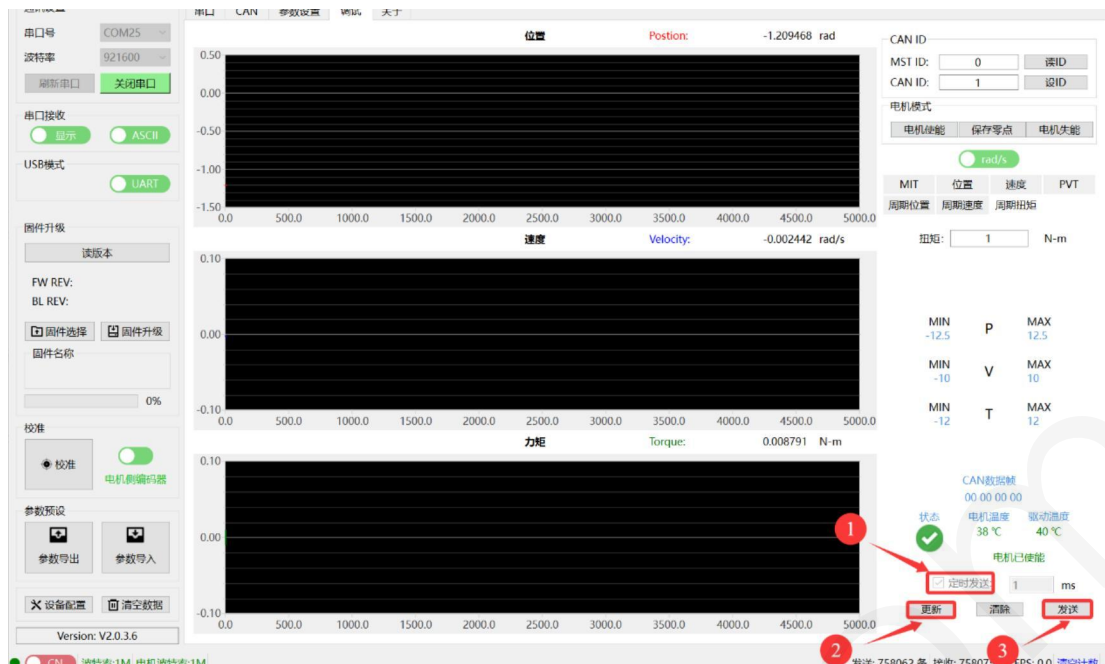 串口 CAN 参数设置 调试 关于
通讯设置
串口号 COM25
波特率 921600
刷新串口 关闭串口
串口接收
显示 ASCII
USB模式
UART
固件升级
读版本
FW REV:
BL REV:
固件选择 固件升级
固件名称
0%
校准
校准
电机侧编码器
参数预设
参数导出 参数导入
设备配置 清空数据
Version: V2.0.3.6
CN 波特率:1M 电机波特率:1M
位置 Postion: -1.209468 rad
0.50
0.00
-0.50
-1.00
-1.50
0.0 500.0 1000.0 1500.0 2000.0 2500.0 3000.0 3500.0 4000.0 4500.0 5000.0
速度 Velocity: -0.002442 rad/s
0.10
0.00
-0.10
0.0 500.0 1000.0 1500.0 2000.0 2500.0 3000.0 3500.0 4000.0 4500.0 5000.0
力矩 Torque: 0.008791 N-m
0.10
0.00
-0.10
0.0 500.0 1000.0 1500.0 2000.0 2500.0 3000.0 3500.0 4000.0 4500.0 5000.0
CAN ID
MST ID: 0 读ID
CAN ID: 1 设ID
电机模式
电机使能 保存零点 电机失能
rad/s
MIT 位置 速度 PVT
周期位置 周期速度 周期扭矩
扭矩: 1 N-m
MIN P MAX
-12.5 12.5
MIN V MAX
-10 10
MIN T MAX
-12 12
CAN数据帧
00 00 00 00
状态 电机温度 驱动温度
38 ℃ 40 ℃
1
电机已使能
定时发送: 1 ms
更新 清除 发送
2 3
发送: 758062 条 接收: 75807 FPS: 0.0 清空计数